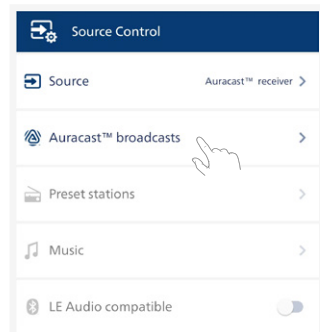 Source Control
Source Auracast™ receiver
Auracast™ broadcasts
Preset stations
Music
LE Audio compatible